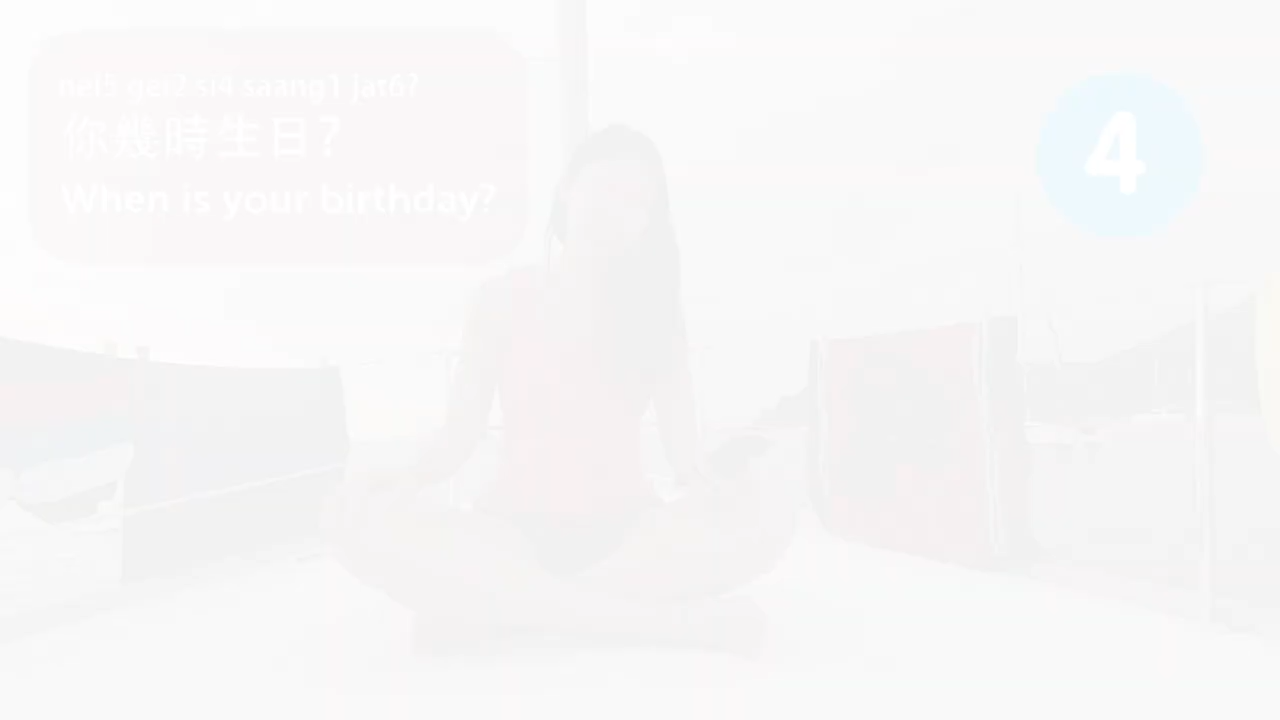 nei5 gei2 si4 saang1 jat6?
你幾時生日?
When is your birthday?
4